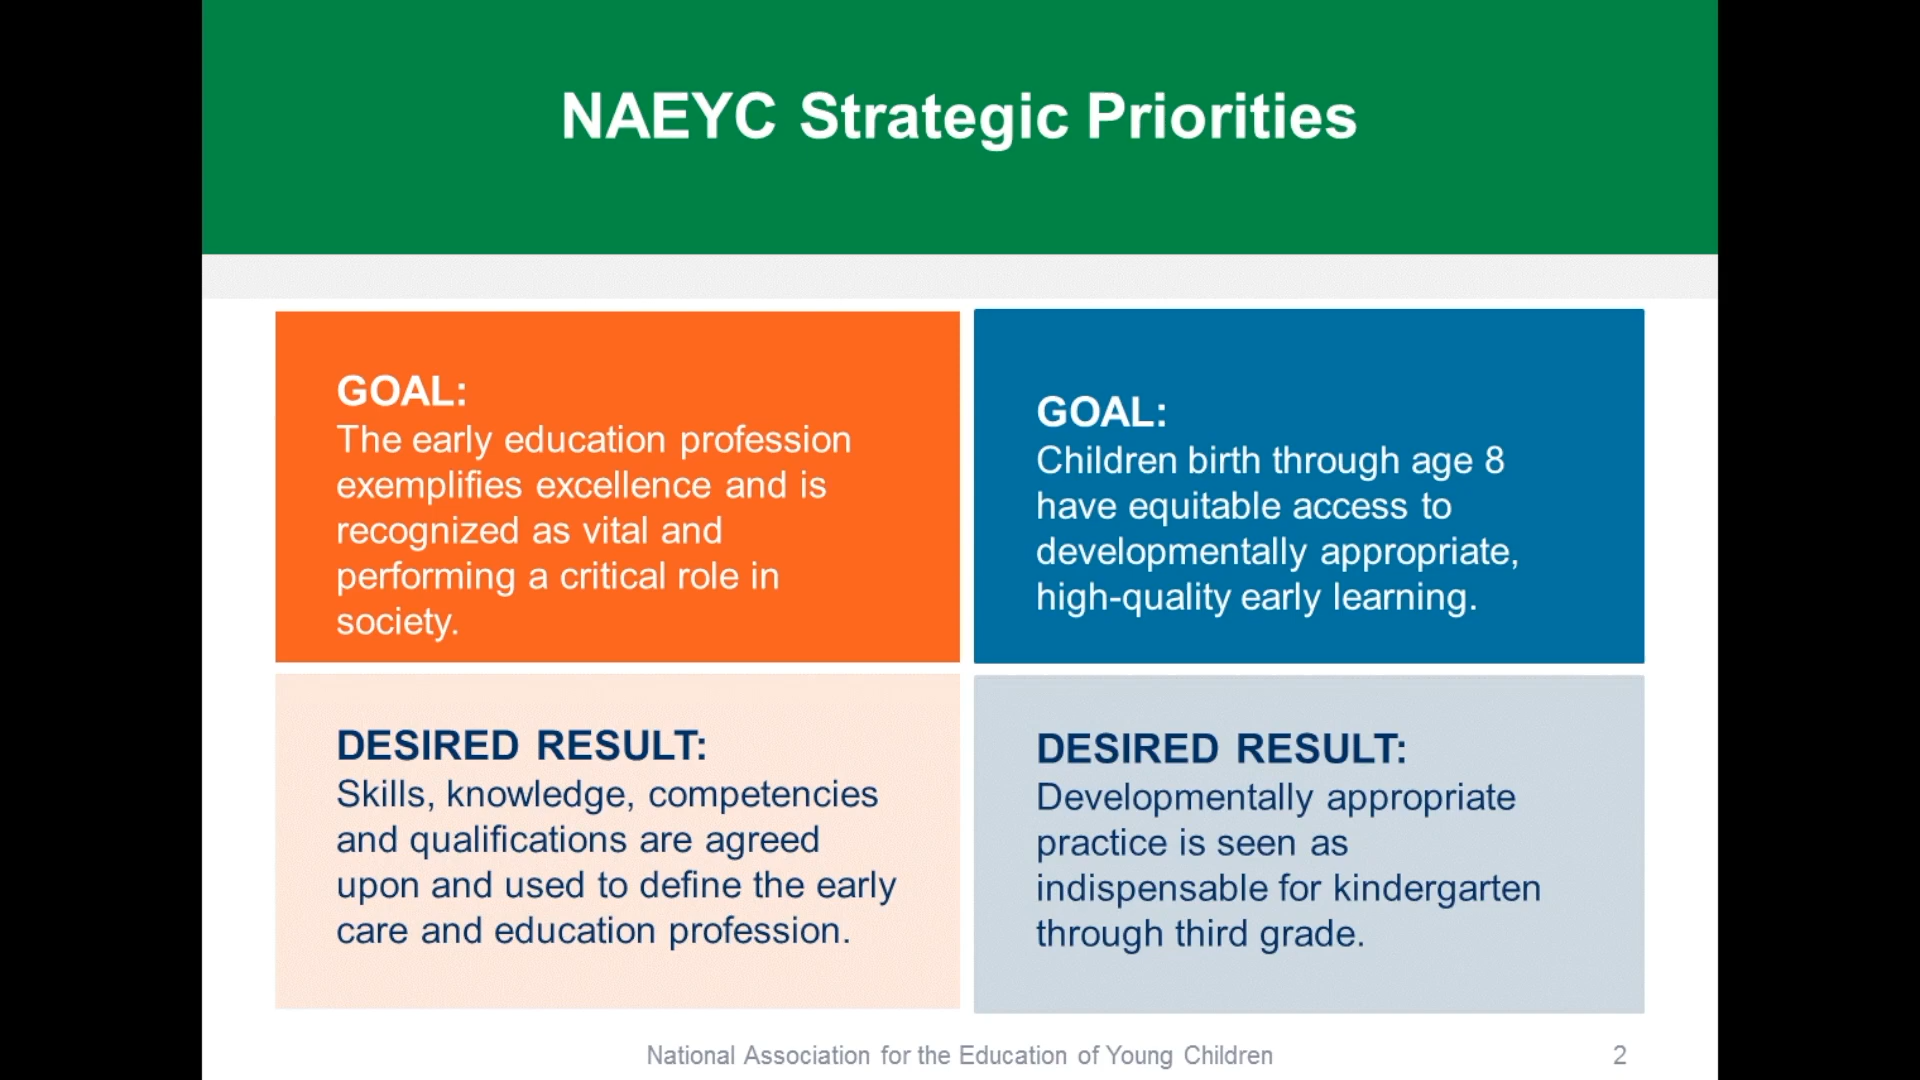 NAEYC Strategic Priorities
GOAL:
The early education profession
exemplifies excellence and is
recognized as vital and
performing a critical role in
society.
GOAL:
Children birth through age 8
have equitable access to
developmentally appropriate,
high-quality early learning.
DESIRED RESULT:
Skills, knowledge, competencies
and qualifications are agreed
upon and used to define the early
care and education profession.
DESIRED RESULT:
Developmentally appropriate
practice is seen as
indispensable for kindergarten
through third grade.
National Association for the Education of Young Children
2